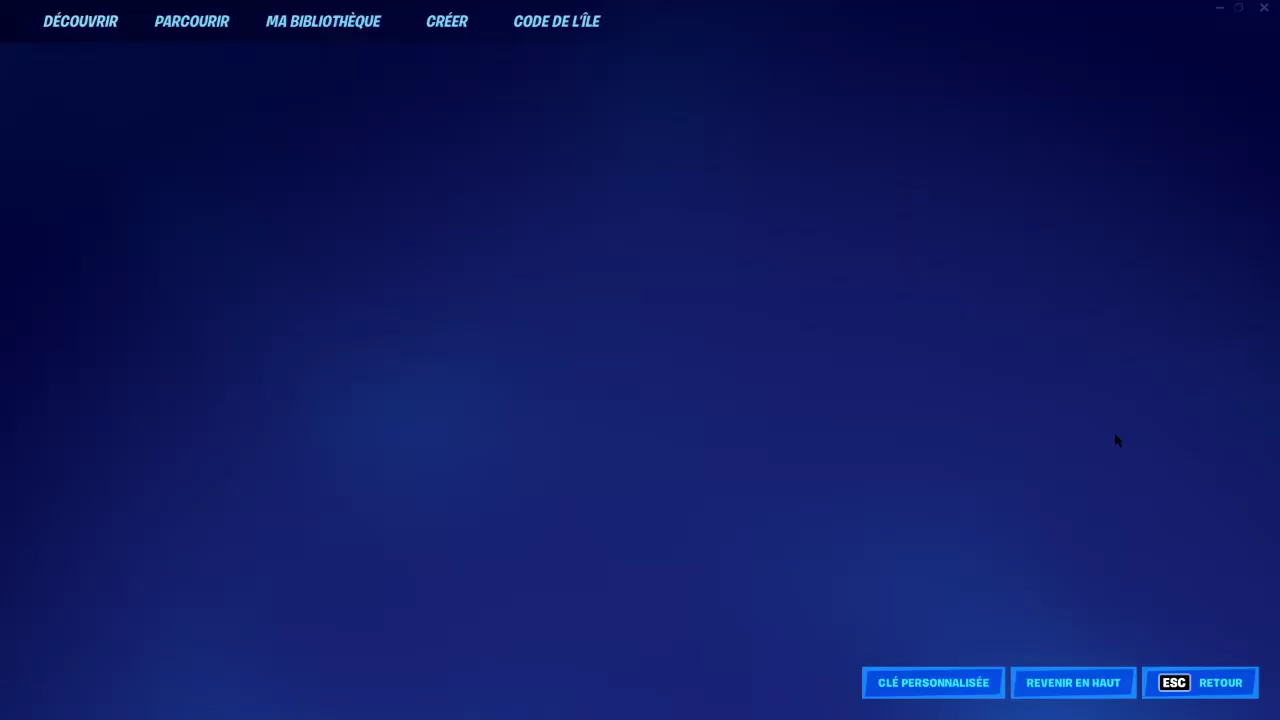 DÉCOUVRIR PARCOURIR MA BIBLIOTHÈQUE CRÉER CODE DE L'ÎLE
CLÉ PERSONNALISÉE REVENIR EN HAUT ESC RETOUR